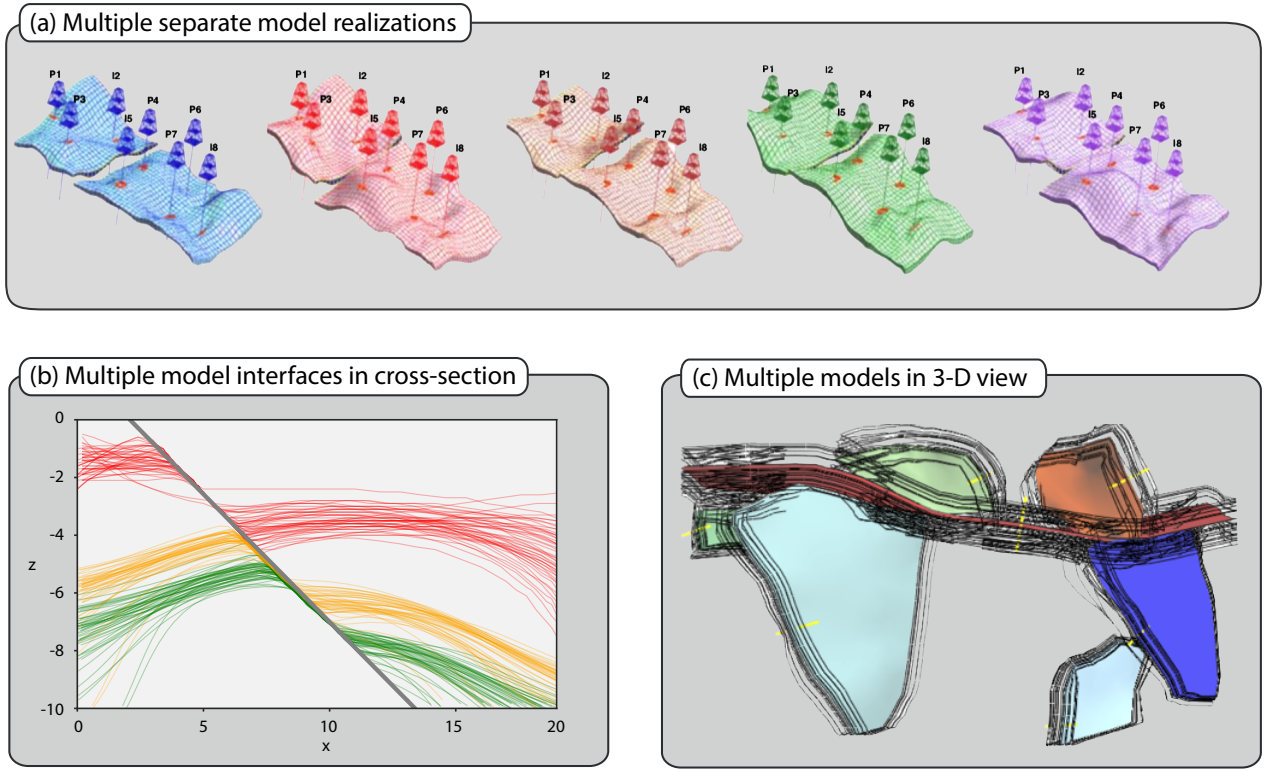 (a) Multiple separate model realizations
P1 I2 P3 P4 P6 I5 P7 I8
P1 I2 P3 P4 P6 I5 P7 I8
P1 I2 P3 P4 P6 I5 P7 I8
P1 I2 P3 P4 P6 I5 P7 I8
P1 I2 P3 P4 P6 I5 P7 I8
(b) Multiple model interfaces in cross-section
0
-2
-4
z
-6
-8
-10
0 5 10 15 20
x
(c) Multiple models in 3-D view